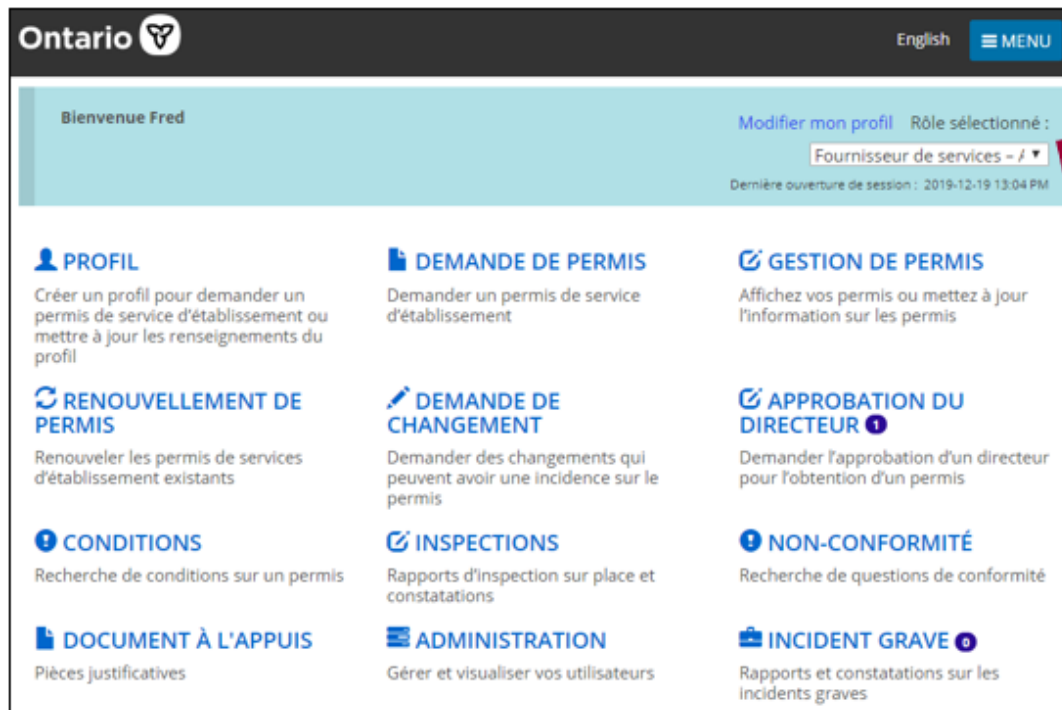 Ontario
English
MENU
Bienvenue Fred
Modifier mon profil Rôle sélectionné :
Fournisseur de services –
Dernière ouverture de session : 2019-12-19 13:04 PM
PROFIL
Créer un profil pour demander un
permis de service d'établissement ou
mettre à jour les renseignements du
profil
DEMANDE DE PERMIS
Demander un permis de service
d'établissement
GESTION DE PERMIS
Affichez vos permis ou mettez à jour
l'information sur les permis
RENOUVELLEMENT DE
PERMIS
Renouveler les permis de services
d'établissement existants
DEMANDE DE
CHANGEMENT
Demander des changements qui
peuvent avoir une incidence sur le
permis
APPROBATION DU
DIRECTEUR 1
Demander l'approbation d'un directeur
pour l'obtention d'un permis
CONDITIONS
Recherche de conditions sur un permis
INSPECTIONS
Rapports d'inspection sur place et
constatations
NON-CONFORMITÉ
Recherche de questions de conformité
DOCUMENT À L'APPUIS
Pièces justificatives
ADMINISTRATION
Gérer et visualiser vos utilisateurs
INCIDENT GRAVE 0
Rapports et constatations sur les
incidents graves